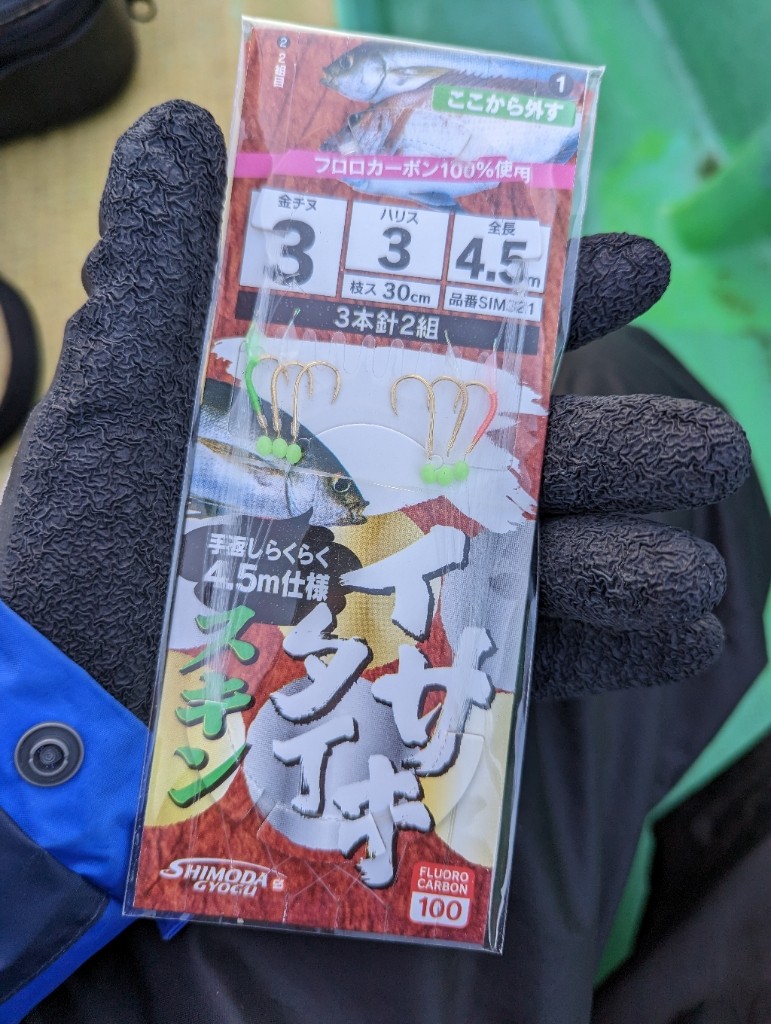 ② 2組目
1
ここから外す
フロロカーボン100%使用
金チヌ
3
ハリス
3
枝ス 30cm
全長
4.5m
品番SIM321
3本針2組
手返しらくらく
4.5m仕様
イサキ
タテ
スキン
SHIMODA
GYOGU
FLUORO
CARBON
100